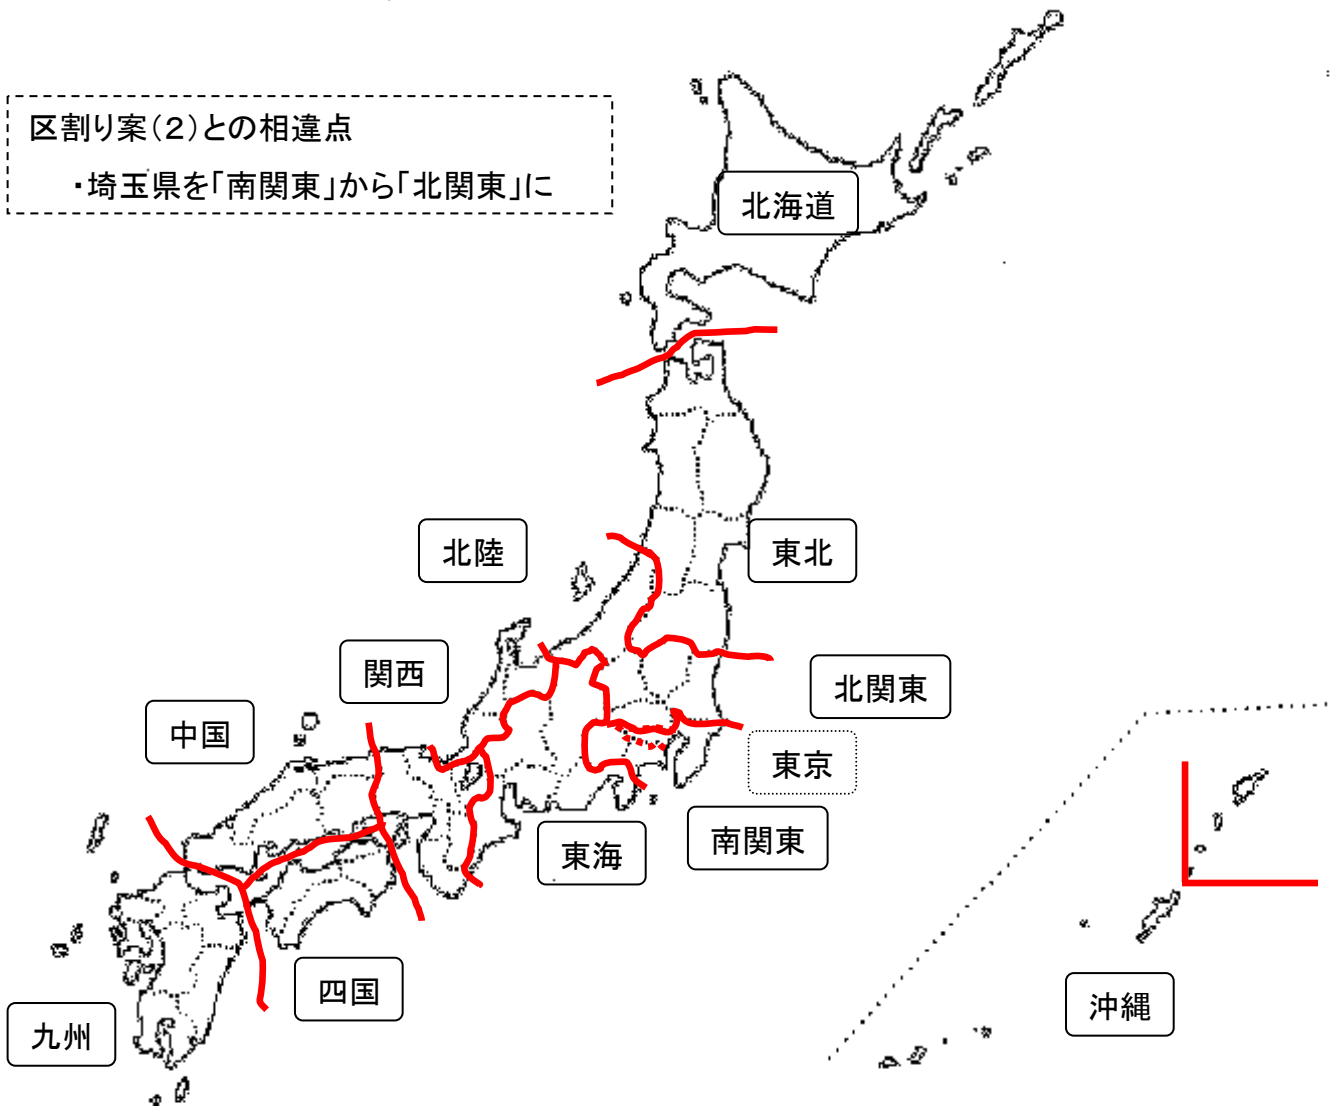 区割り案(2)との相違点
・埼玉県を「南関東」から「北関東」に
北海道
北陸
東北
関西
北関東
中国
東京
南関東
東海
四国
沖縄
九州